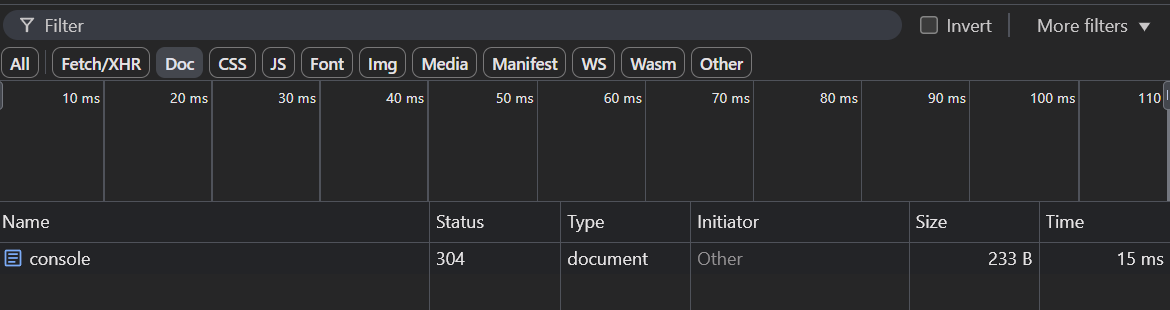 Filter Invert More filters ▼
All Fetch/XHR Doc CSS JS Font Img Media Manifest WS Wasm Other
10 ms 20 ms 30 ms 40 ms 50 ms 60 ms 70 ms 80 ms 90 ms 100 ms 110
Name Status Type Initiator Size Time
console 304 document Other 233 B 15 ms